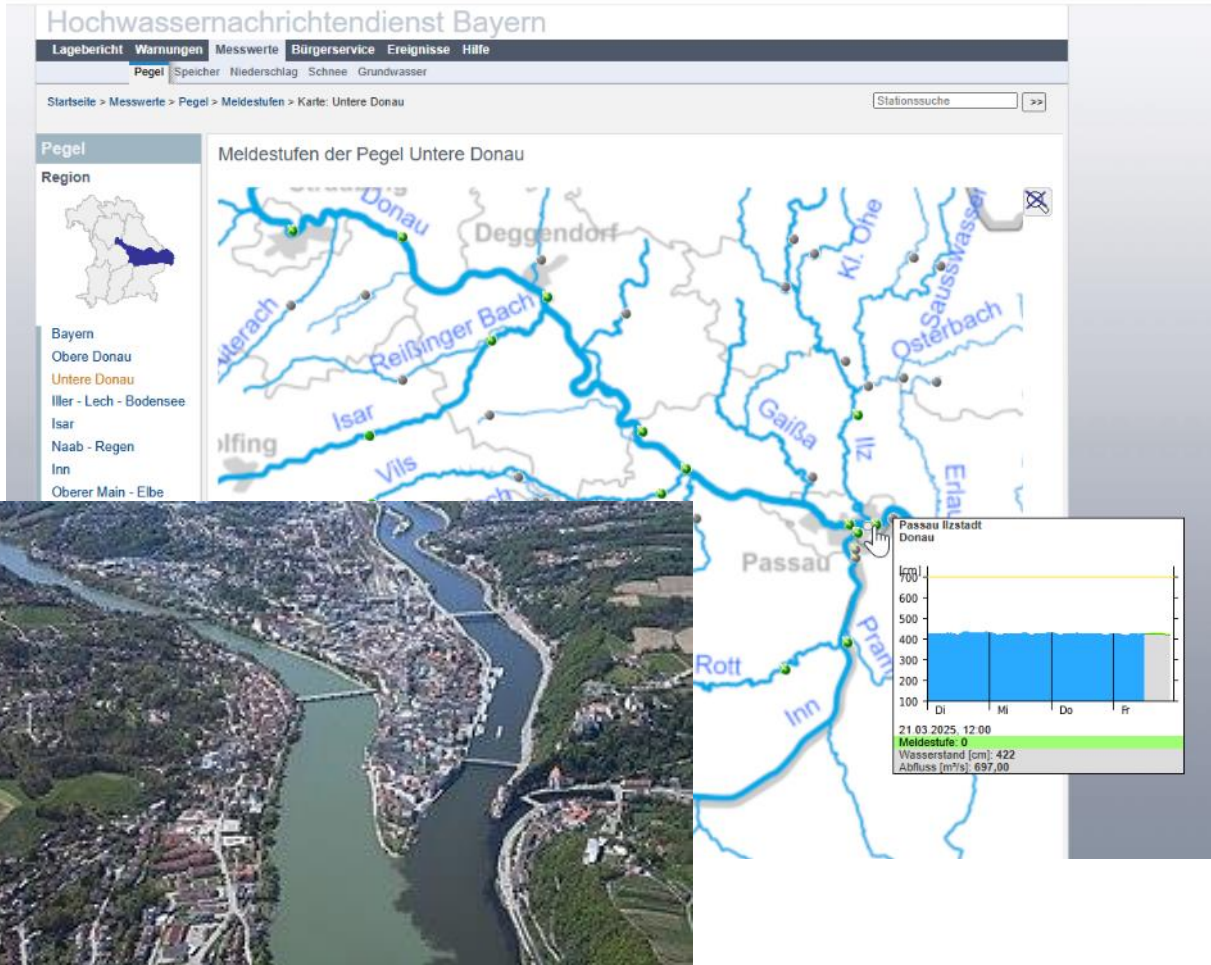 Hochwassernachrichtendienst Bayern
Lagebericht Warnungen Messwerte Bürgerservice Ereignisse Hilfe
Pegel Speicher Niederschlag Schnee Grundwasser
Startseite > Messwerte > Pegel > Meldestufen > Karte: Untere Donau
Stationssuche >>
Pegel
Meldestufen der Pegel Untere Donau
Region
Bayern
Obere Donau
Untere Donau
Iller - Lech - Bodensee
Isar
Naab - Regen
Inn
Oberer Main - Elbe
Donau
Deggendorf
Kl. Ohe
Sausswasser
Osterbach
Reißinger Bach
Isar
Gaißa
Ilz
Vils
Erlau
Passau
Rott
Inn
Passau Ilzstadt
Donau
[cm]
700
600
500
400
300
200
100
Di Mi Do Fr
21.03.2025, 12:00
Meldestufe: 0
Wasserstand [cm]: 422
Abfluss [m³/s]: 697,00